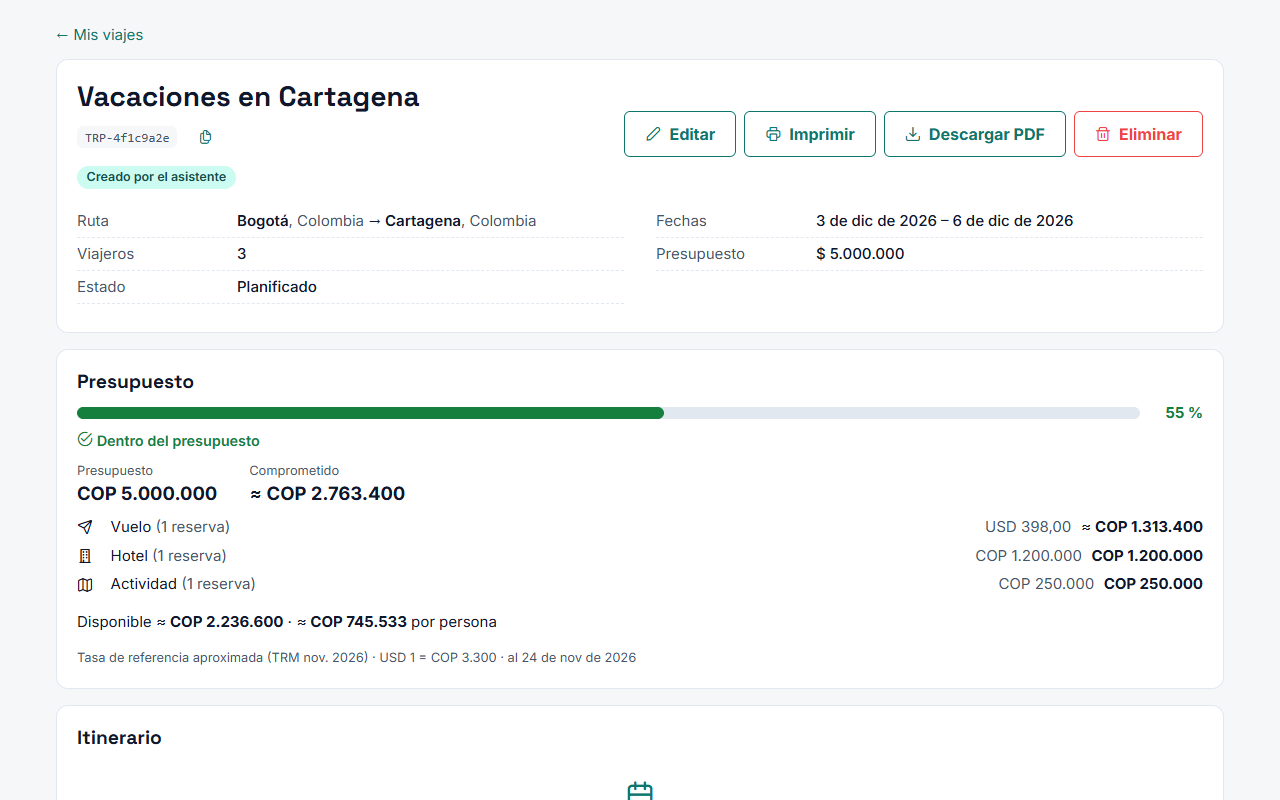 ← Mis viajes
Vacaciones en Cartagena
TRP-4f1c9a2e
Creado por el asistente
Editar
Imprimir
Descargar PDF
Eliminar
Ruta Bogotá, Colombia → Cartagena, Colombia
Fechas 3 de dic de 2026 – 6 de dic de 2026
Viajeros 3
Presupuesto $ 5.000.000
Estado Planificado
Presupuesto
55 %
Dentro del presupuesto
Presupuesto Comprometido
COP 5.000.000 ≈ COP 2.763.400
Vuelo (1 reserva) USD 398,00 ≈ COP 1.313.400
Hotel (1 reserva) COP 1.200.000 COP 1.200.000
Actividad (1 reserva) COP 250.000 COP 250.000
Disponible ≈ COP 2.236.600 · ≈ COP 745.533 por persona
Tasa de referencia aproximada (TRM nov. 2026) · USD 1 = COP 3.300 · al 24 de nov de 2026
Itinerario